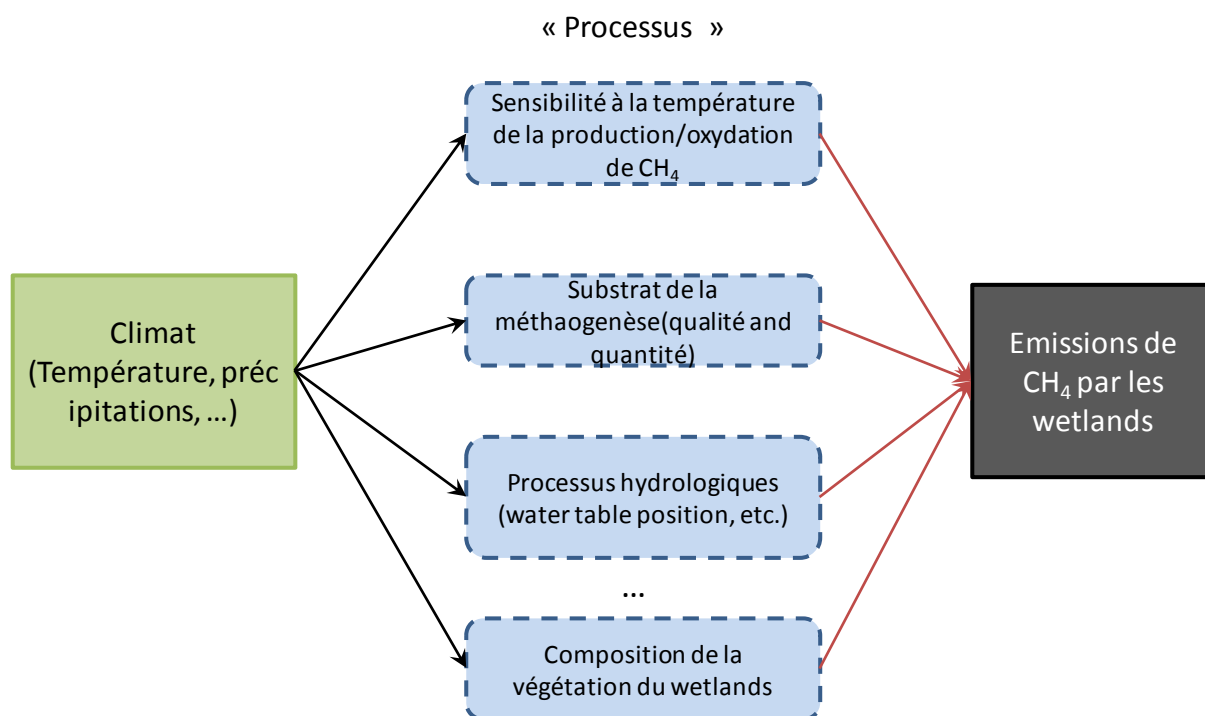 « Processus »
Sensibilité à la température
de la production/oxydation
de CH₄
Substrat de la
méthaogenèse(qualité and
quantité)
Climat
(Température, préc
ipitations, …)
Emissions de
CH₄ par les
wetlands
Processus hydrologiques
(water table position, etc.)
...
Composition de la
végétation du wetlands